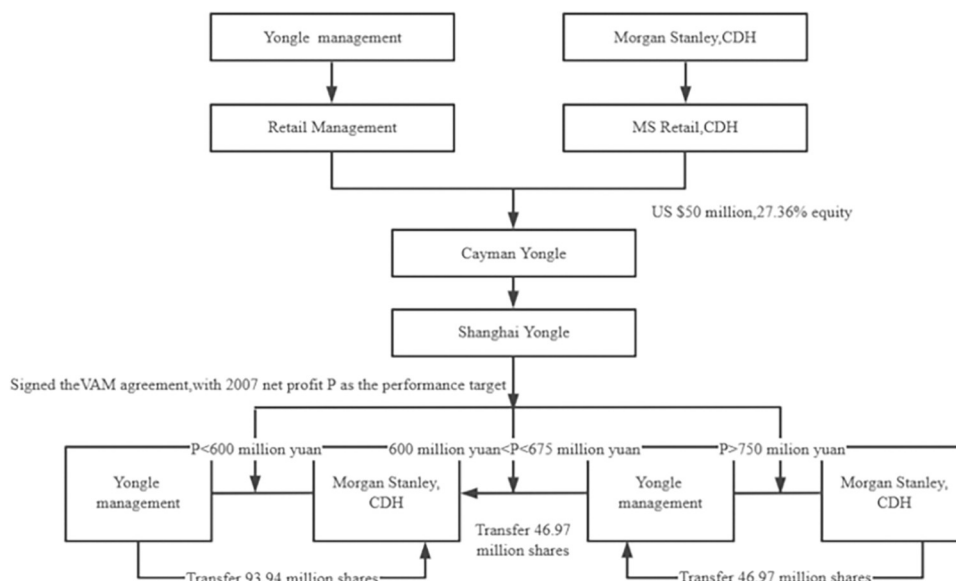 Yongle management
Morgan Stanley,CDH
Retail Management
MS Retail,CDH
US $50 million,27.36% equity
Cayman Yongle
Shanghai Yongle
Signed theVAM agreement,with 2007 net profit P as the performance target
P<600 million yuan
600 million yuan<P<675 million yuan
P>750 milion yuan
Yongle
management
Morgan Stanley,
CDH
Yongle
management
Morgan Stanley,
CDH
Transfer 46.97
million shares
Transfer 93.94 million shares
Transfer 46.97 million shares